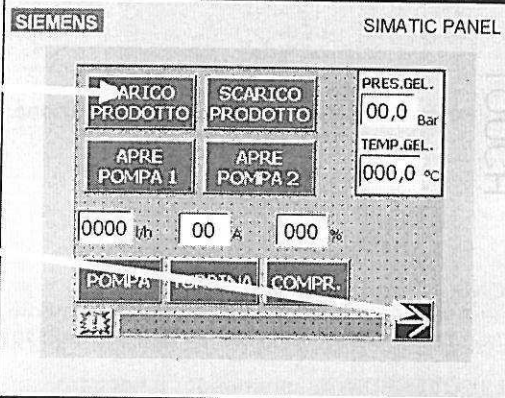 SIEMENS
SIMATIC PANEL
PRES.GEL.
SCARICO
PRODOTTO
PRODOTTO
00,0 Bar
TEMP.GEL.
APRE
POMPA 1
APRE
POMPA 2
000,0 °C
0000 l/h
00 A
000 %
POMPA
COMPR.